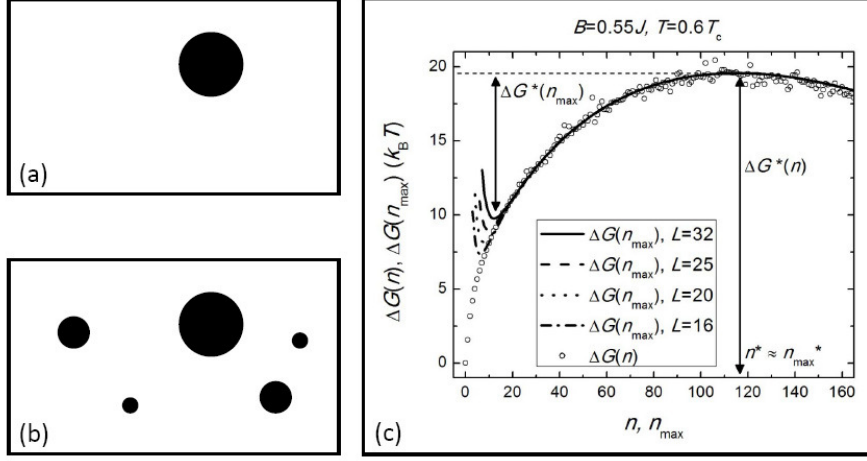 (a)
(b)
B=0.55J, T=0.6T_c
ΔG(n), ΔG(n_max) (k_B T)
20
15
10
5
0
ΔG*(n_max)
ΔG*(n)
ΔG(n_max), L=32
ΔG(n_max), L=25
ΔG(n_max), L=20
ΔG(n_max), L=16
ΔG(n)
n* ≈ n_max*
0 20 40 60 80 100 120 140 160
n, n_max
(c)